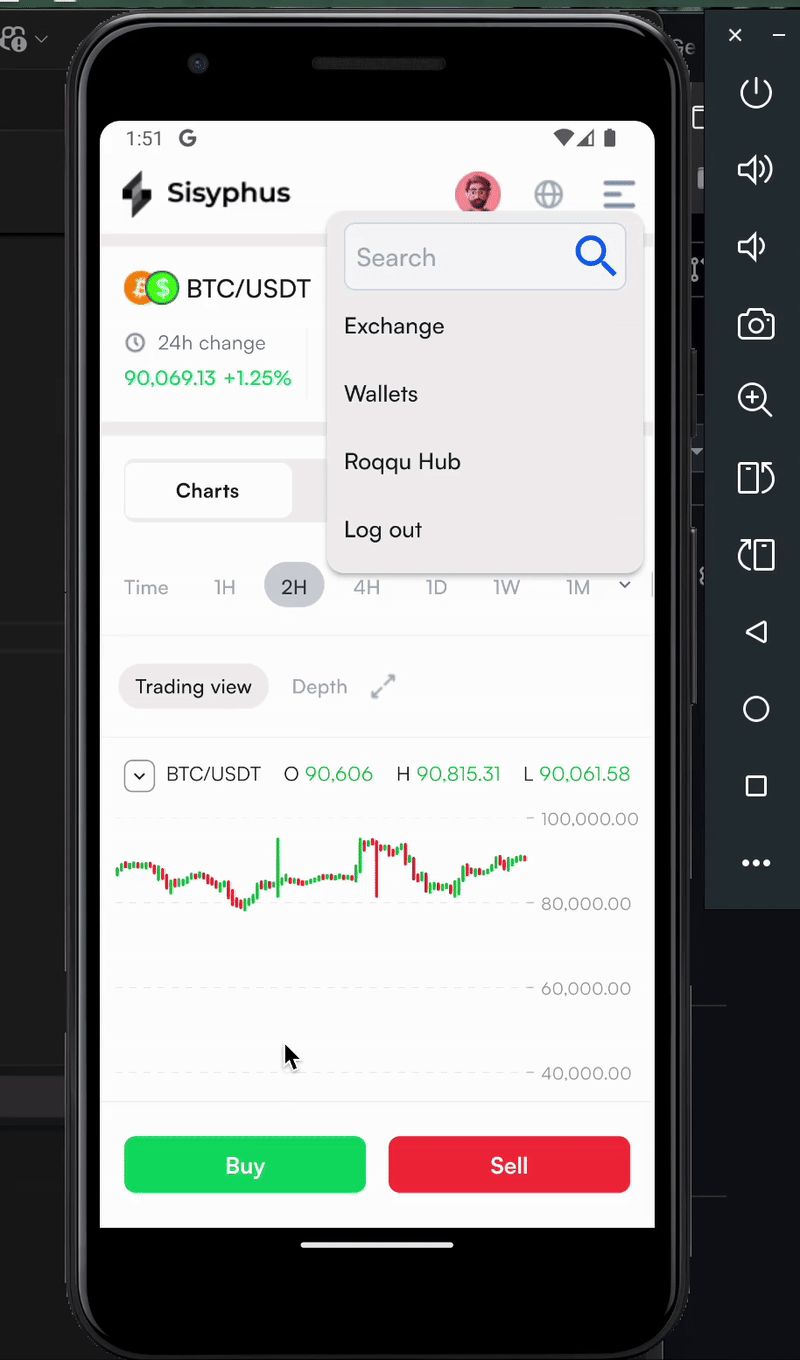 Ge
1:51 G
Sisyphus
Search
BTC/USDT
Exchange
24h change
90,069.13 +1.25%
Wallets
Roqqu Hub
Charts
Log out
Time 1H 2H 4H 1D 1W 1M
Trading view Depth
BTC/USDT O 90,606 H 90,815.31 L 90,061.58
100,000.00
80,000.00
60,000.00
40,000.00
Buy Sell